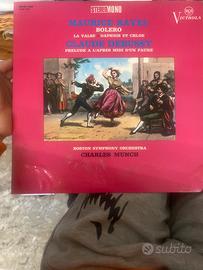 STEREO MONO
RCA
VICTROLA
MAURICE RAVEL
BOLERO
LA VALSE DAPHNIS ET CHLOE
CLAUDE DEBUSSY
PRELUDE A L'APRES MIDI D'UN FAUNE
BOSTON SYMPHONY ORCHESTRA
CHARLES MUNCH
subito